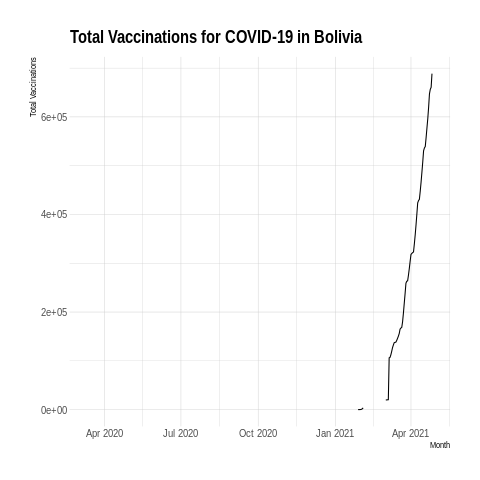 Total Vaccinations for COVID-19 in Bolivia
Total Vaccinations
6e+05
4e+05
2e+05
0e+00
Apr 2020 Jul 2020 Oct 2020 Jan 2021 Apr 2021
Month